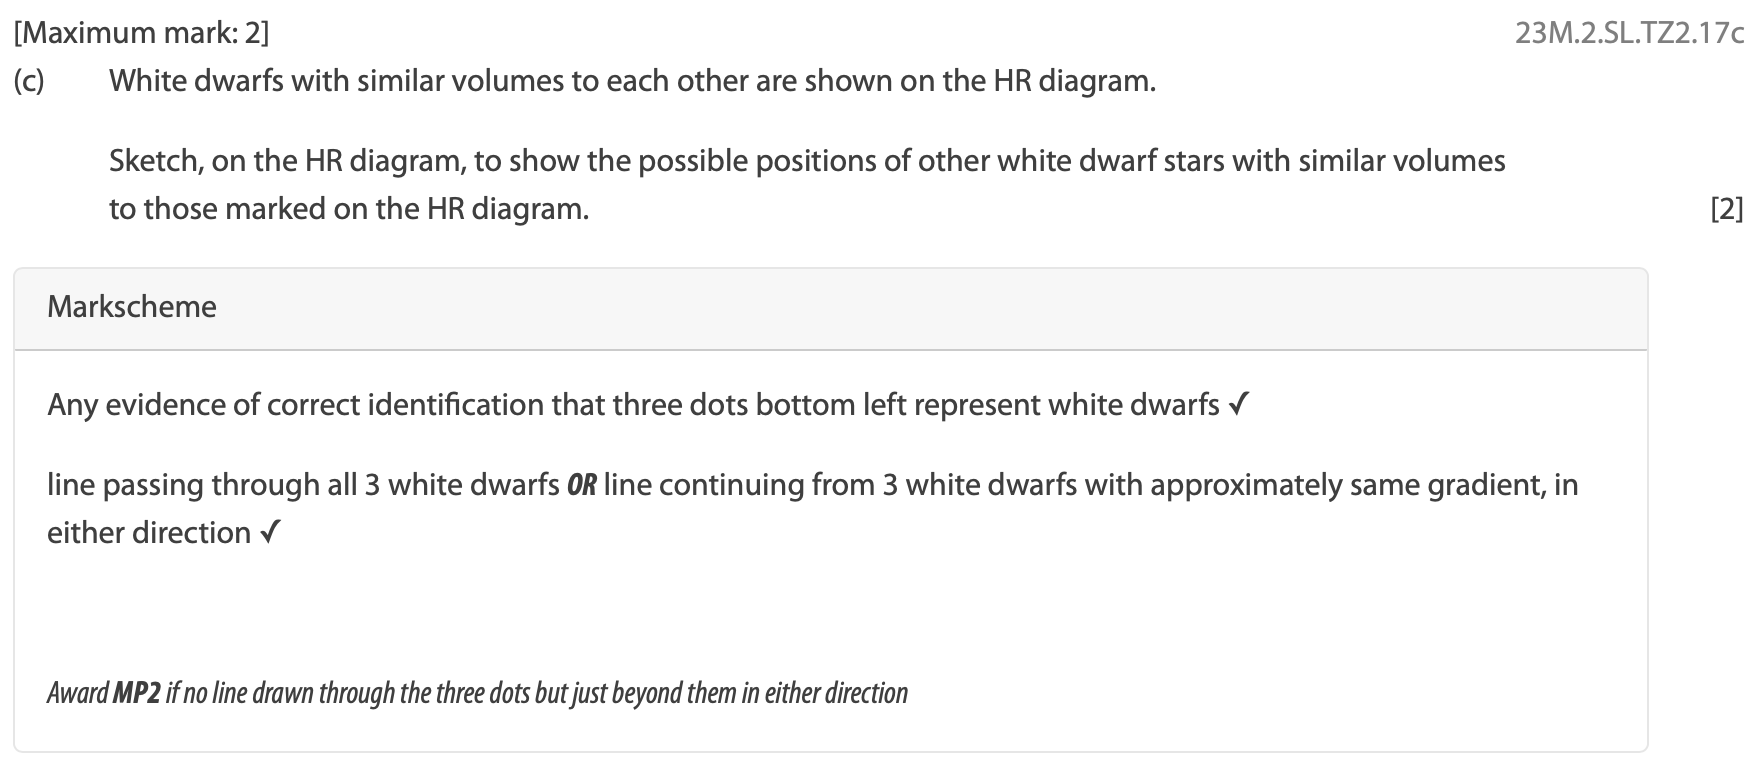 [Maximum mark: 2] 23M.2.SL.TZ2.17c
(c) White dwarfs with similar volumes to each other are shown on the HR diagram.
Sketch, on the HR diagram, to show the possible positions of other white dwarf stars with similar volumes
to those marked on the HR diagram. [2]
Markscheme
Any evidence of correct identification that three dots bottom left represent white dwarfs ✓
line passing through all 3 white dwarfs OR line continuing from 3 white dwarfs with approximately same gradient, in
either direction ✓
Award MP2 if no line drawn through the three dots but just beyond them in either direction